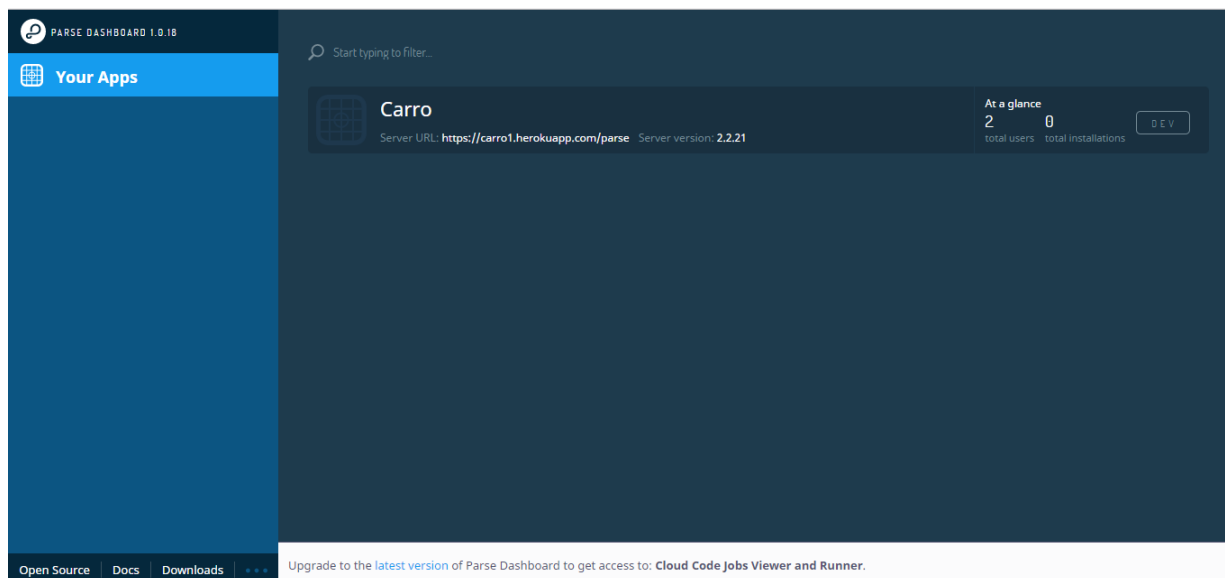 PARSE DASHBOARD 1.0.18
Your Apps
Start typing to filter...
Carro
Server URL: https://carro1.herokuapp.com/parse Server version: 2.2.21
At a glance
2 0
total users total installations
DEV
Open Source Docs Downloads
Upgrade to the latest version of Parse Dashboard to get access to: Cloud Code Jobs Viewer and Runner.